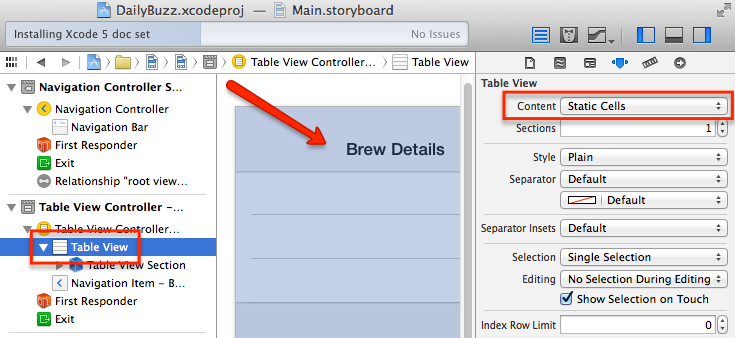 DailyBuzz.xcodeproj — Main.storyboard
Installing Xcode 5 doc set No Issues
Table View Controller... Table View
Navigation Controller S...
Navigation Controller
Navigation Bar
First Responder
Exit
Relationship "root view...
Table View Controller –...
Table View Controller...
Table View
Table View Section
Navigation Item – B...
First Responder
Exit
Brew Details
Table View
Content Static Cells
Sections 1
Style Plain
Separator Default
Default
Separator Insets Default
Selection Single Selection
Editing No Selection During Editing
Show Selection on Touch
Index Row Limit 0